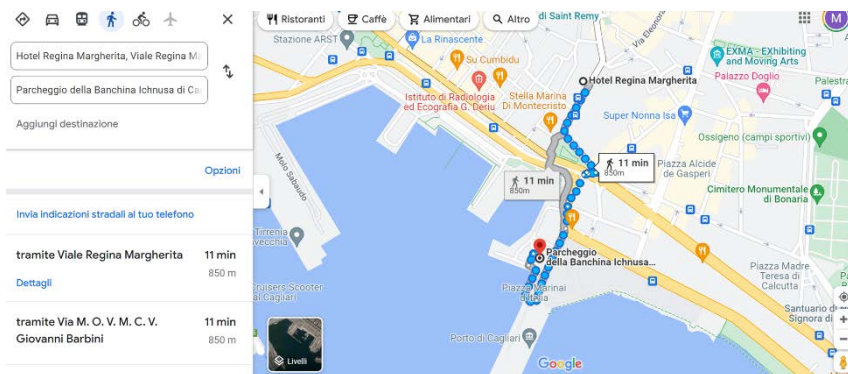 Hotel Regina Margherita, Viale Regina Ma
Parcheggio della Banchina Ichnusa di Ca
Aggiungi destinazione
Opzioni
Invia indicazioni stradali al tuo telefono
tramite Viale Regina Margherita 11 min
850 m
Dettagli
tramite Via M. O. V. M. C. V. 11 min
Giovanni Barbini 850 m
Ristoranti Caffè Alimentari Altro
di Saint Remy
M
Stazione ARST
La Rinascente
Via Eleonora
EXMA - EXHIBITING
and Moving Arts
Su Cumbidu
Palazzo Doglio
Palestra
Hotel Regina Margherita
Istituto di Radiologia
ed Ecografia G. Deriu
Stella Marina
Di Montecristo
Super Nonna Isa
Ossigeno (campi sportivi)
Molo Sabaudo
11 min
850m
Piazza Alcide
de Gasperi
11 min
850m
Cimitero Monumentale
di Bonaria
Tirrenia
avecchia
Parcheggio
della Banchina Ichnusa...
Piazza Madre
Teresa di
Calcutta
Cruisers Scooter
al Cagliari
Piazza Marinai
d'Italia
Santuario di
Signora di
Porto di Cagliari
Livelli
Google